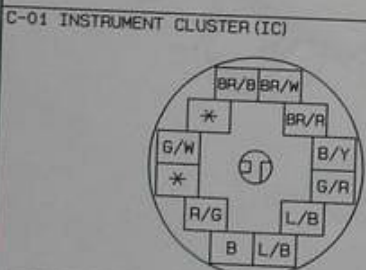 C-01 INSTRUMENT CLUSTER (IC)
BR/B BR/W
* BR/R
G/W B/Y
* G/R
R/G L/B
B L/B